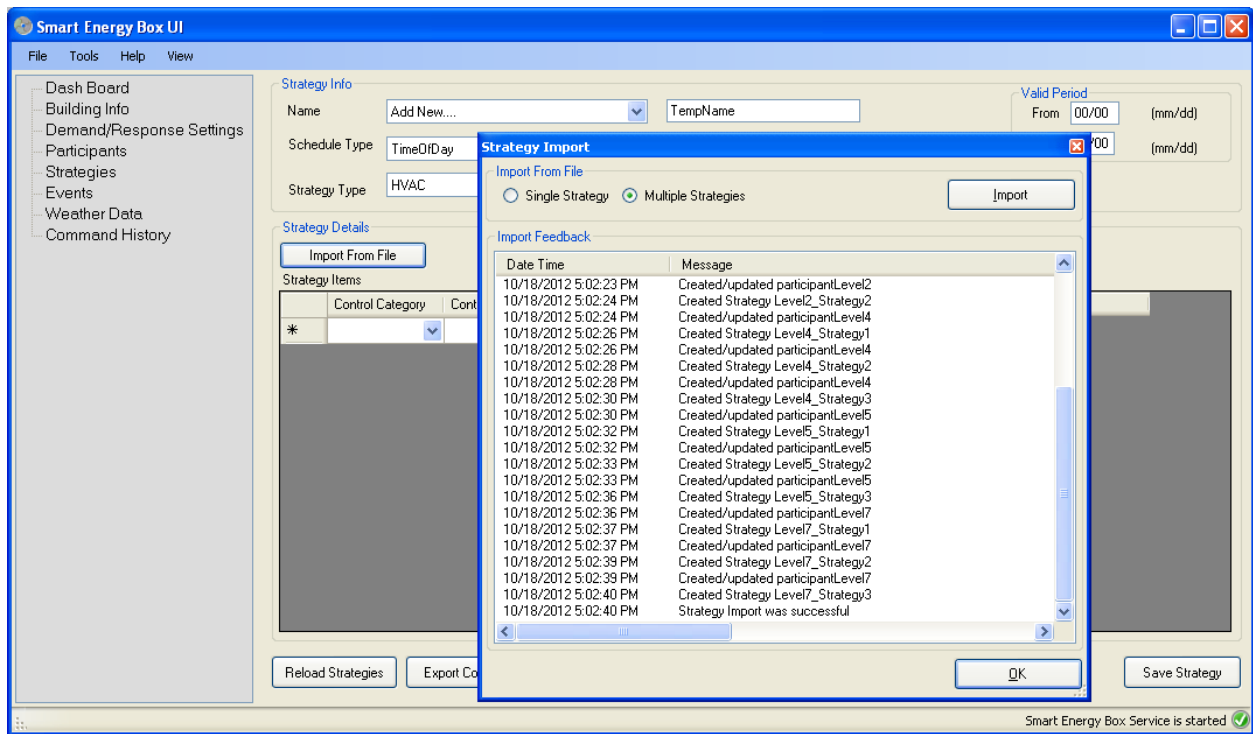 Smart Energy Box UI
File Tools Help View
Dash Board
Building Info
Demand/Response Settings
Participants
Strategies
Events
Weather Data
Command History
Strategy Info
Name Add New.... TempName
Schedule Type TimeOfDay
Strategy Type HVAC
Valid Period
From 00/00 (mm/dd)
/00 (mm/dd)
Strategy Details
Import From File
Strategy Items
Control Category Cont
Strategy Import
Import From File
Single Strategy Multiple Strategies Import
Import Feedback
Date Time Message
10/18/2012 5:02:23 PM Created/updated participantLevel2
10/18/2012 5:02:24 PM Created Strategy Level2_Strategy2
10/18/2012 5:02:24 PM Created/updated participantLevel4
10/18/2012 5:02:26 PM Created Strategy Level4_Strategy1
10/18/2012 5:02:26 PM Created/updated participantLevel4
10/18/2012 5:02:28 PM Created Strategy Level4_Strategy2
10/18/2012 5:02:28 PM Created/updated participantLevel4
10/18/2012 5:02:30 PM Created Strategy Level4_Strategy3
10/18/2012 5:02:30 PM Created/updated participantLevel5
10/18/2012 5:02:32 PM Created Strategy Level5_Strategy1
10/18/2012 5:02:32 PM Created/updated participantLevel5
10/18/2012 5:02:33 PM Created Strategy Level5_Strategy2
10/18/2012 5:02:33 PM Created/updated participantLevel5
10/18/2012 5:02:36 PM Created Strategy Level5_Strategy3
10/18/2012 5:02:36 PM Created/updated participantLevel7
10/18/2012 5:02:37 PM Created Strategy Level7_Strategy1
10/18/2012 5:02:37 PM Created/updated participantLevel7
10/18/2012 5:02:39 PM Created Strategy Level7_Strategy2
10/18/2012 5:02:39 PM Created/updated participantLevel7
10/18/2012 5:02:40 PM Created Strategy Level7_Strategy3
10/18/2012 5:02:40 PM Strategy Import was successful
OK
Reload Strategies Export Co Save Strategy
Smart Energy Box Service is started